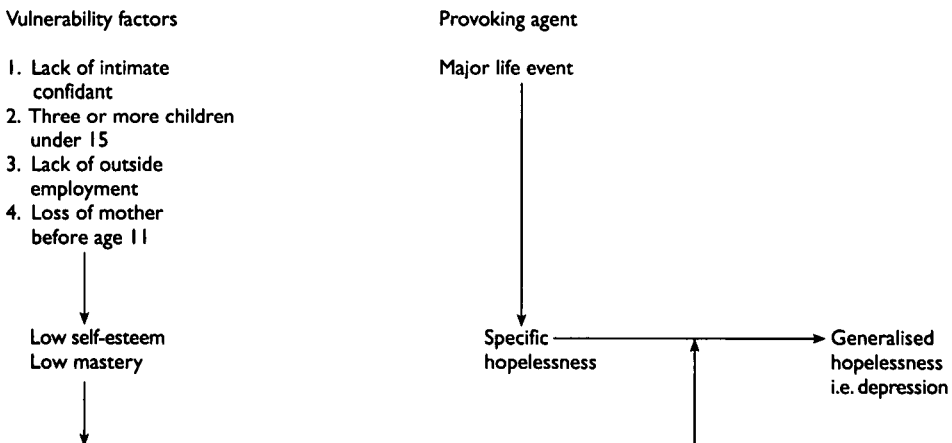 Vulnerability factors
1. Lack of intimate
confidant
2. Three or more children
under 15
3. Lack of outside
employment
4. Loss of mother
before age 11
Low self-esteem
Low mastery
Provoking agent
Major life event
Specific
hopelessness
Generalised
hopelessness
i.e. depression